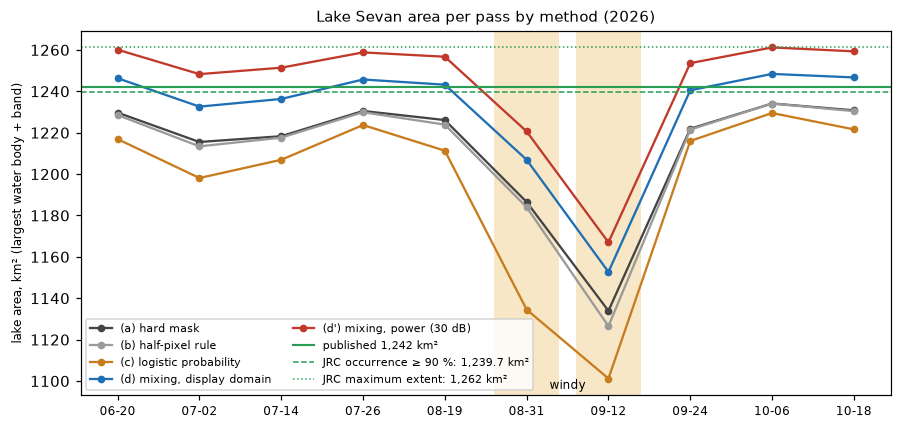 Lake Sevan area per pass by method (2026)
lake area, km² (largest water body + band)
1260
1240
1220
1200
1180
1160
1140
1120
1100
(a) hard mask
(b) half-pixel rule
(c) logistic probability
(d) mixing, display domain
(d') mixing, power (30 dB)
published 1,242 km²
JRC occurrence ≥ 90 %: 1,239.7 km²
JRC maximum extent: 1,262 km²
windy
06-20 07-02 07-14 07-26 08-19 08-31 09-12 09-24 10-06 10-18